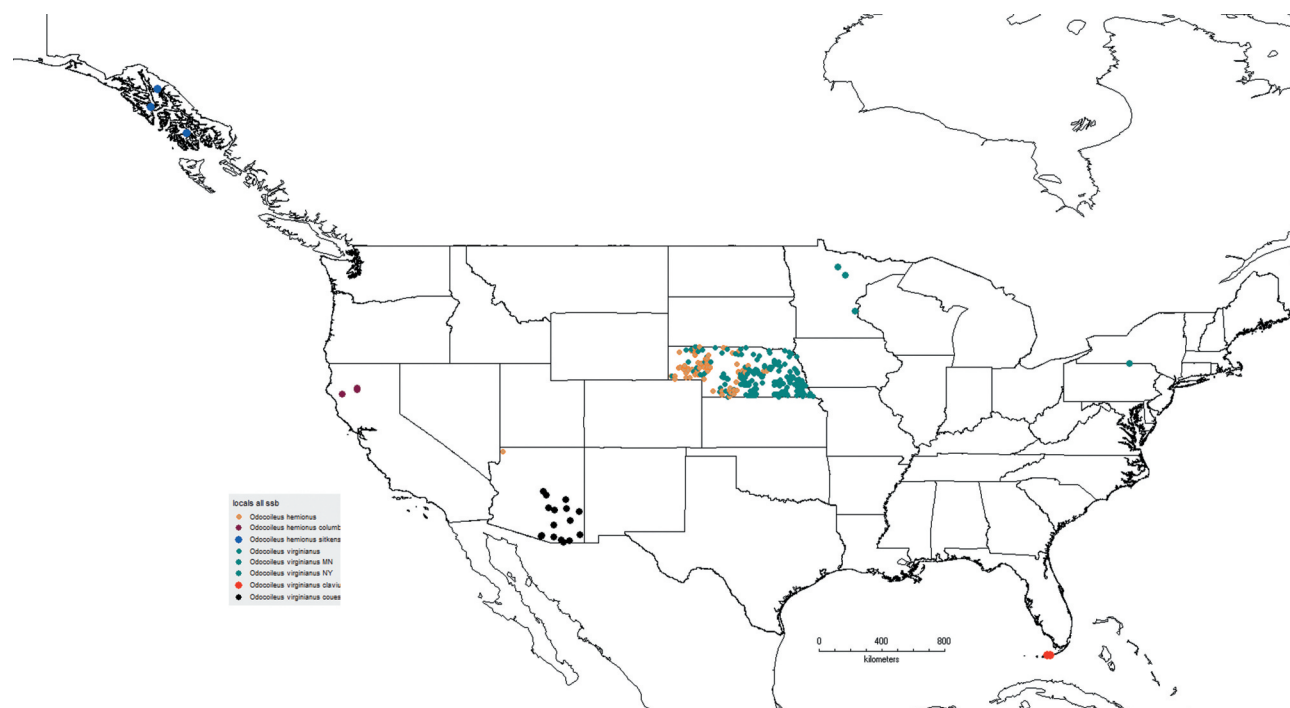 locals all ssb
Odocoileus hemionus
Odocoileus hemionus columb
Odocoileus hemionus sitkens
Odocoileus virginianus
Odocoileus virginianus MN
Odocoileus virginianus NY
Odocoileus virginianus claviu
Odocoileus virginianus coues
0 400 800
kilometers